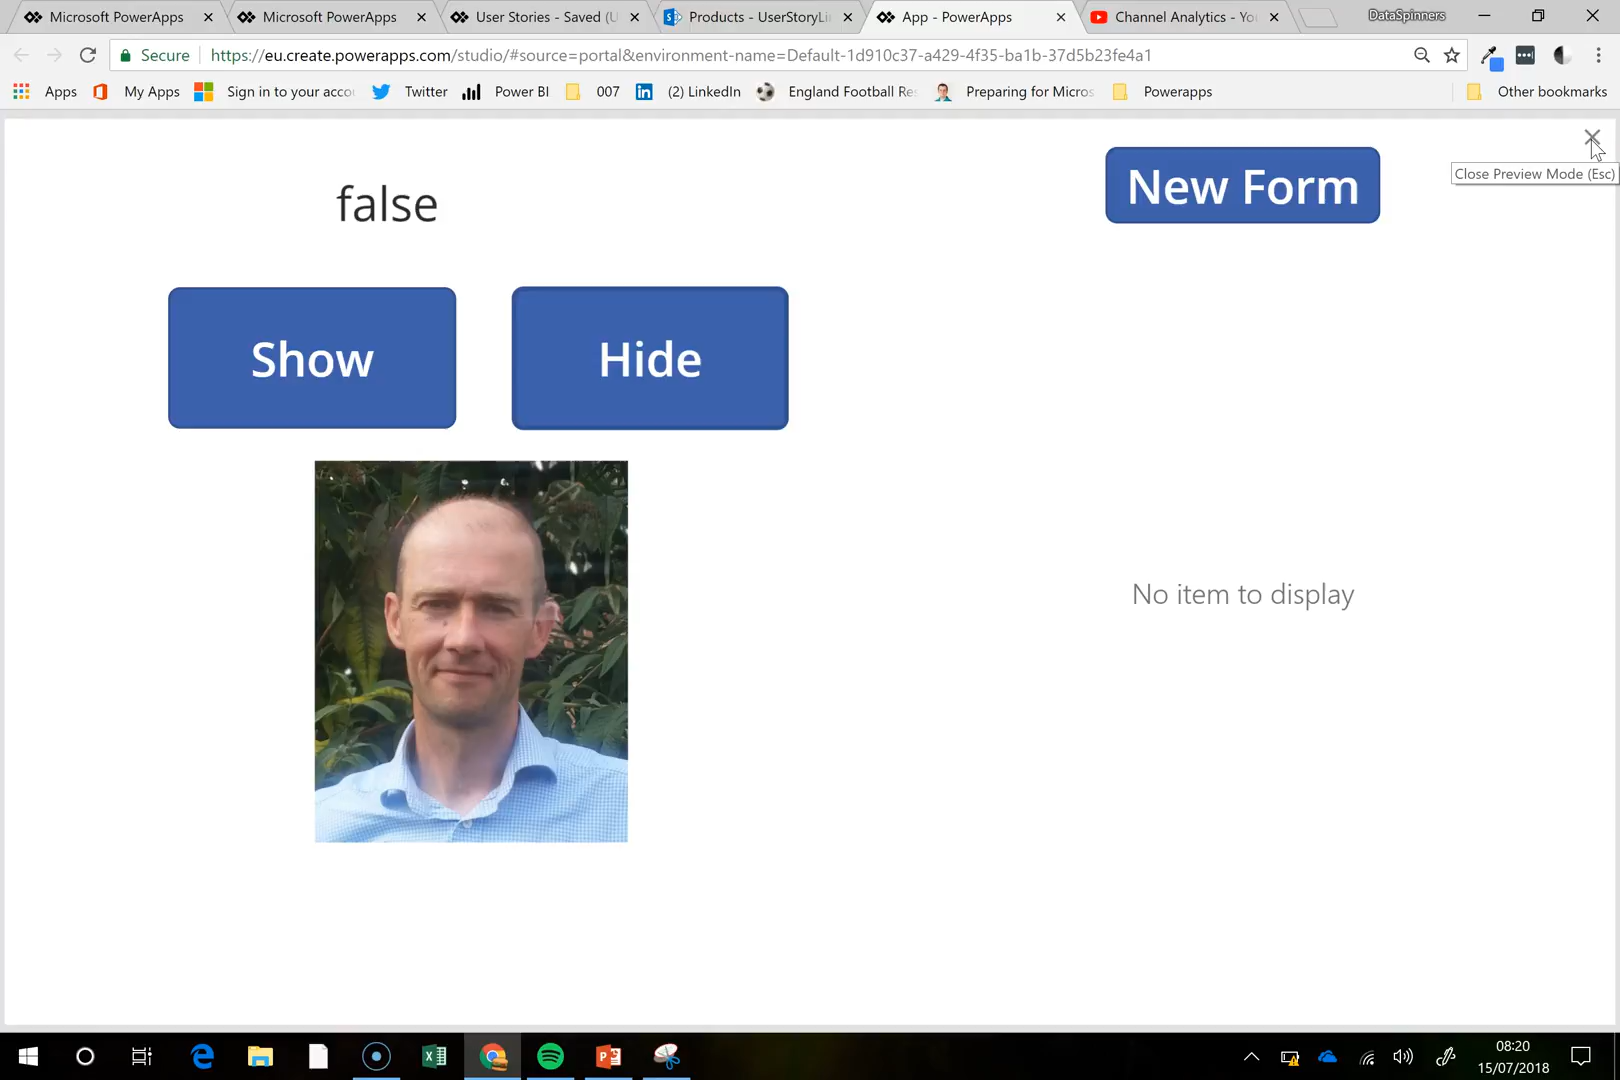 Microsoft PowerApps
Microsoft PowerApps
User Stories - Saved (U
Products - UserStoryLi
App - PowerApps
Channel Analytics - Yo
DataSpinners
Secure
https://eu.create.powerapps.com/studio/#source=portal&environment-name=Default-1d910c37-a429-4f35-ba1b-37d5b23fe4a1
Apps
My Apps
Sign in to your acco
Twitter
Power BI
007
(2) LinkedIn
England Football Res
Preparing for Micros
Powerapps
Other bookmarks
Close Preview Mode (Esc)
false
New Form
Show
Hide
No item to display
08:20
15/07/2018